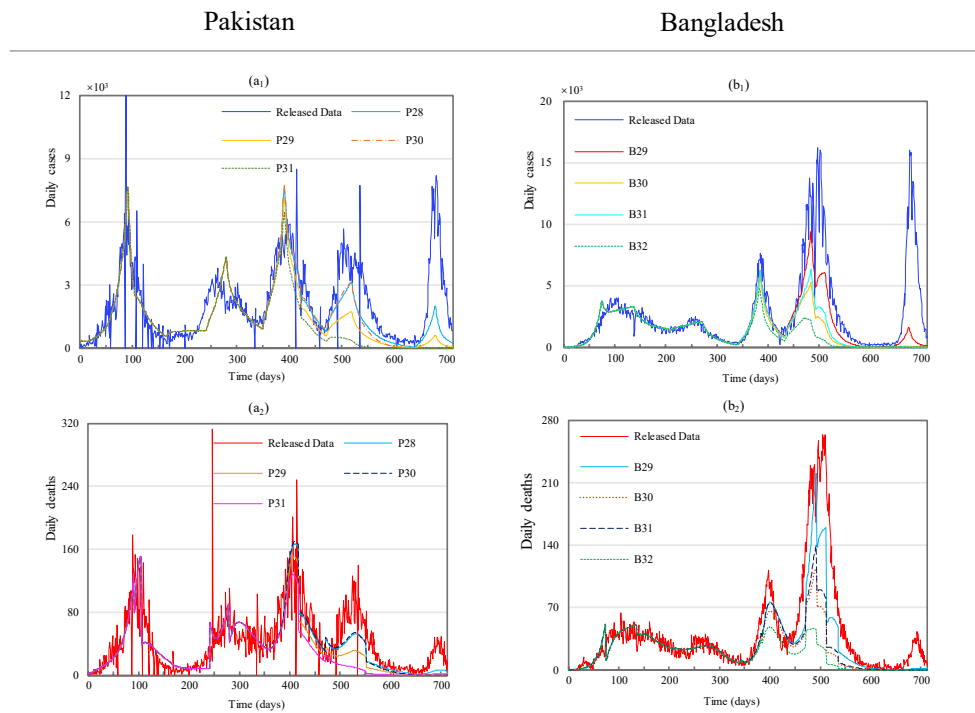 Pakistan
Bangladesh
(a₁)
×10³
12
9
6
3
0
Daily cases
Released Data
P28
P29
P30
P31
0 100 200 300 400 500 600 700
Time (days)
(b₁)
×10³
20
15
10
5
0
Daily cases
Released Data
B29
B30
B31
B32
0 100 200 300 400 500 600 700
Time (days)
(a₂)
320
240
160
80
0
Daily deaths
Released Data
P28
P29
P30
P31
0 100 200 300 400 500 600 700
Time (days)
(b₂)
280
210
140
70
0
Daily deaths
Released Data
B29
B30
B31
B32
0 100 200 300 400 500 600 700
Time (days)